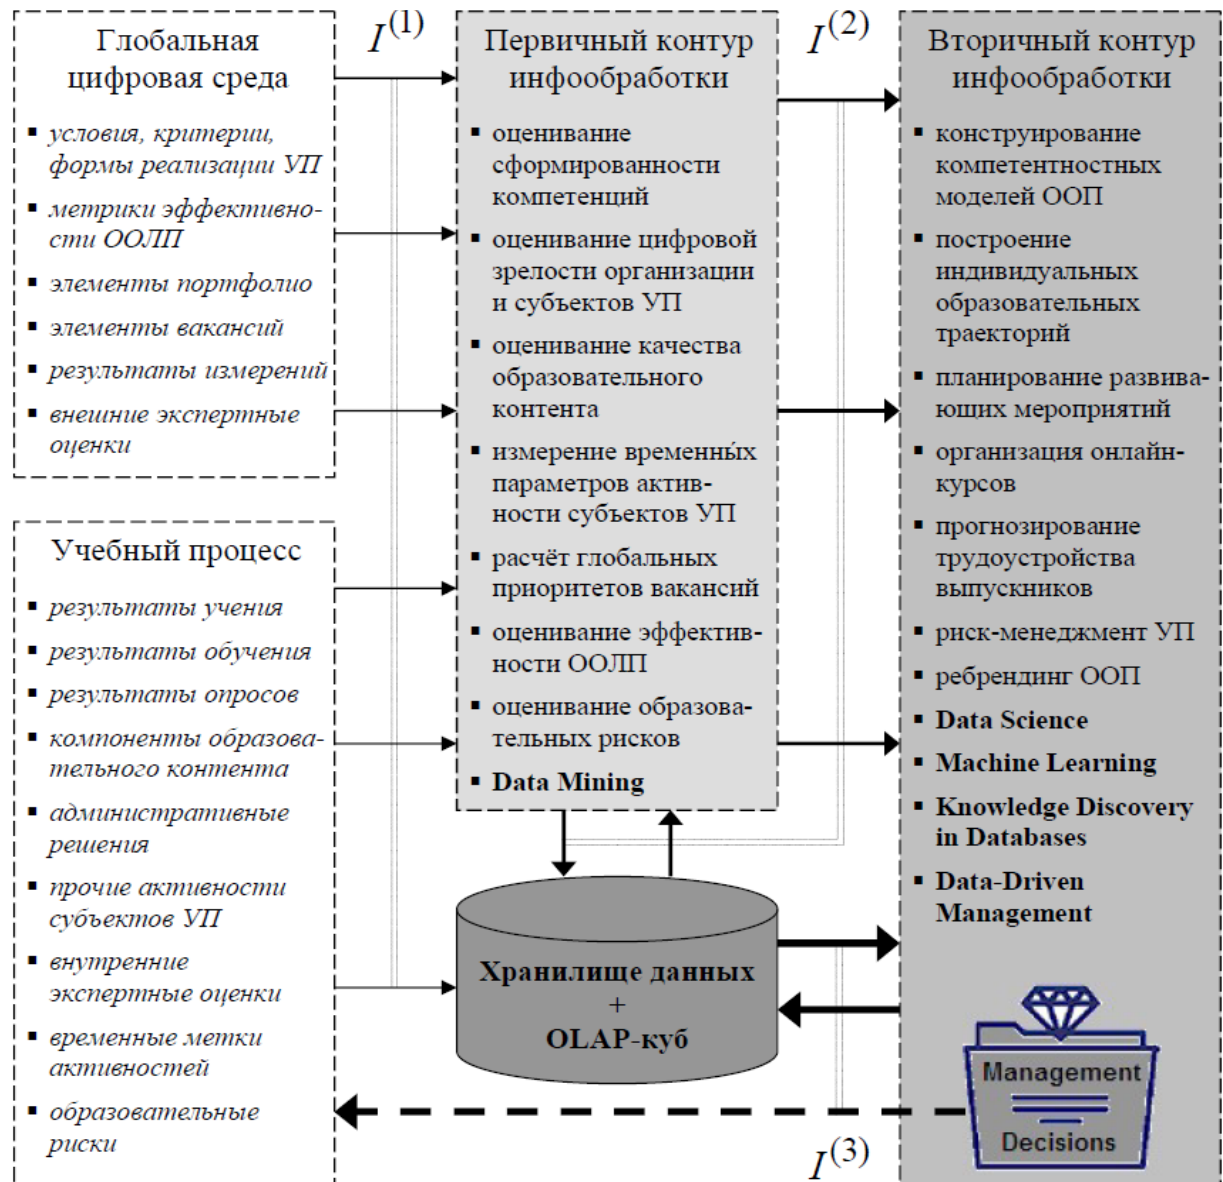 Глобальная
цифровая среда
▪ условия, критерии,
формы реализации УП
▪ метрики эффективно-
сти ООЛП
▪ элементы портфолио
▪ элементы вакансий
▪ результаты измерений
▪ внешние экспертные
оценки
Учебный процесс
▪ результаты учения
▪ результаты обучения
▪ результаты опросов
▪ компоненты образова-
тельного контента
▪ административные
решения
▪ прочие активности
субъектов УП
▪ внутренние
экспертные оценки
▪ временные метки
активностей
▪ образовательные
риски
I(1)
Первичный контур
инфообработки
▪ оценивание
сформированности
компетенций
▪ оценивание цифровой
зрелости организации
и субъектов УП
▪ оценивание качества
образовательного
контента
▪ измерение временны́х
параметров актив-
ности субъектов УП
▪ расчёт глобальных
приоритетов вакансий
▪ оценивание эффектив-
ности ООЛП
▪ оценивание образова-
тельных рисков
▪ Data Mining
Хранилище данных
+
OLAP-куб
I(2)
Вторичный контур
инфообработки
▪ конструирование
компетентностных
моделей ООП
▪ построение
индивидуальных
образовательных
траекторий
▪ планирование развива-
ющих мероприятий
▪ организация онлайн-
курсов
▪ прогнозирование
трудоустройства
выпускников
▪ риск-менеджмент УП
▪ ребрендинг ООП
▪ Data Science
▪ Machine Learning
▪ Knowledge Discovery
in Databases
▪ Data-Driven
Management
Management
Decisions
I(3)